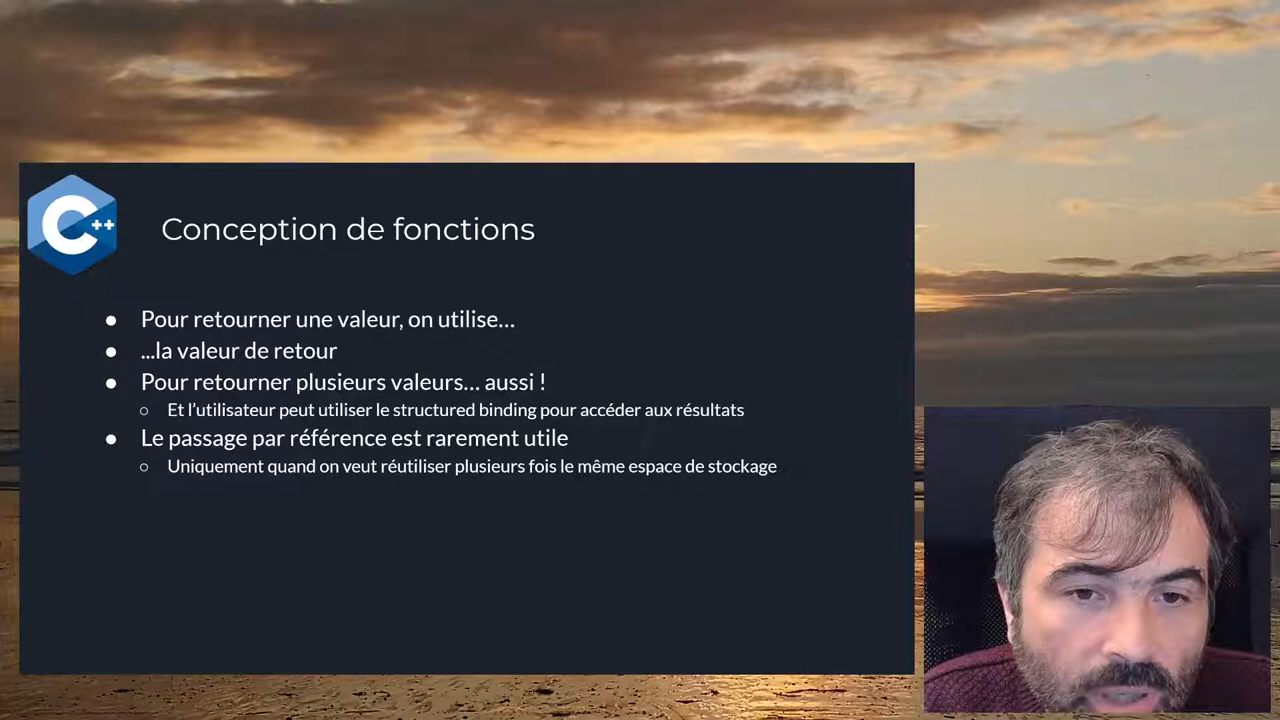 C++
Conception de fonctions
Pour retourner une valeur, on utilise…
...la valeur de retour
Pour retourner plusieurs valeurs… aussi !
Et l’utilisateur peut utiliser le structured binding pour accéder aux résultats
Le passage par référence est rarement utile
Uniquement quand on veut réutiliser plusieurs fois le même espace de stockage